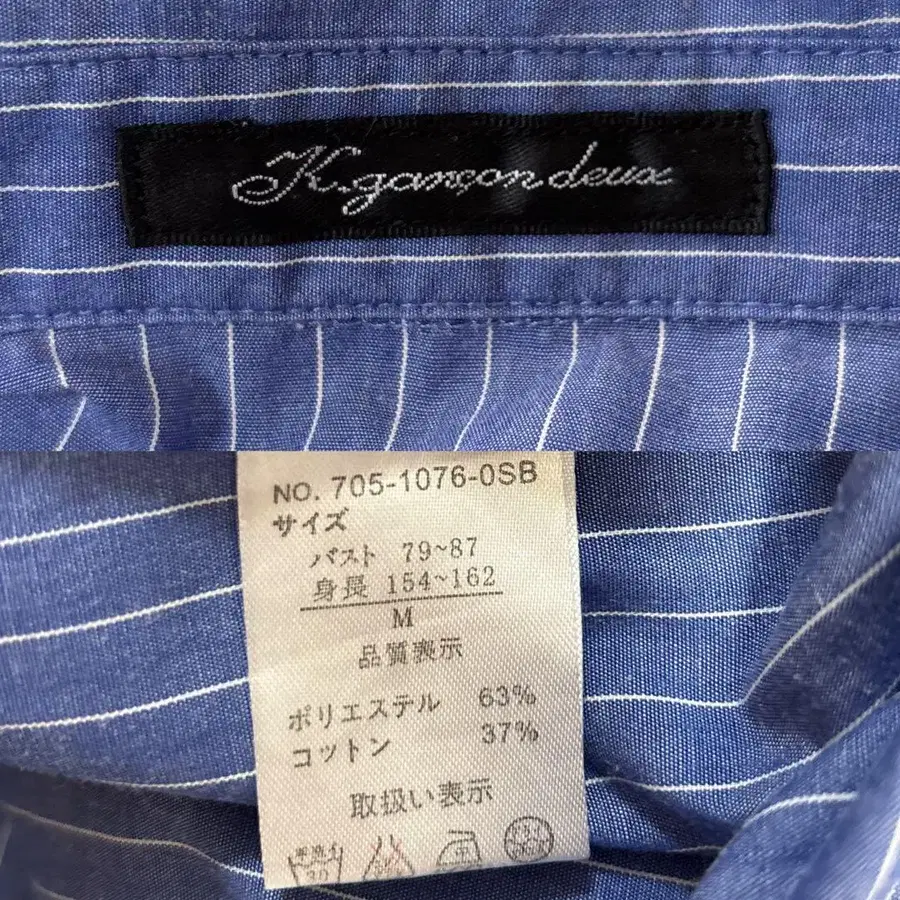 K.garçon deux
NO. 705-1076-0SB
サイズ
バスト 79~87
身長 154~162
M
品質表示
ポリエステル 63%
コットン 37%
取扱い表示
30